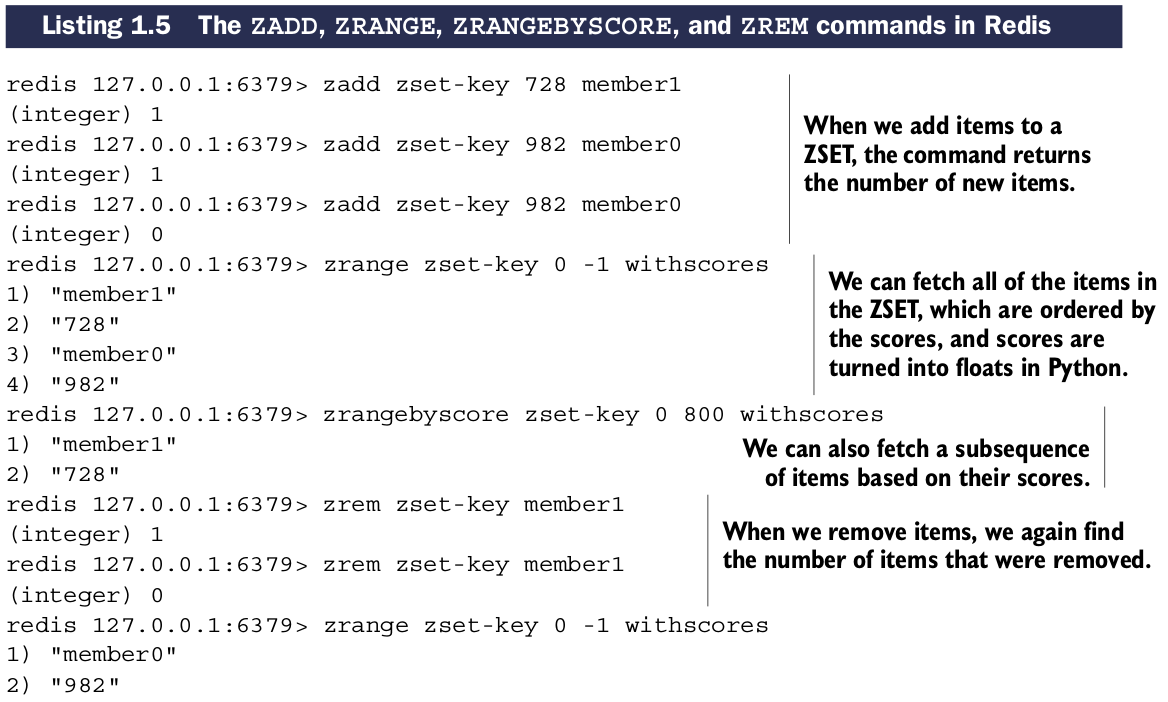 Listing 1.5 The ZADD, ZRANGE, ZRANGEBYSCORE, and ZREM commands in Redis
redis 127.0.0.1:6379> zadd zset-key 728 member1
(integer) 1
redis 127.0.0.1:6379> zadd zset-key 982 member0
(integer) 1
redis 127.0.0.1:6379> zadd zset-key 982 member0
(integer) 0
When we add items to a
ZSET, the command returns
the number of new items.
redis 127.0.0.1:6379> zrange zset-key 0 -1 withscores
1) "member1"
2) "728"
3) "member0"
4) "982"
We can fetch all of the items in
the ZSET, which are ordered by
the scores, and scores are
turned into floats in Python.
redis 127.0.0.1:6379> zrangebyscore zset-key 0 800 withscores
1) "member1"
2) "728"
We can also fetch a subsequence
of items based on their scores.
redis 127.0.0.1:6379> zrem zset-key member1
(integer) 1
redis 127.0.0.1:6379> zrem zset-key member1
(integer) 0
When we remove items, we again find
the number of items that were removed.
redis 127.0.0.1:6379> zrange zset-key 0 -1 withscores
1) "member0"
2) "982"